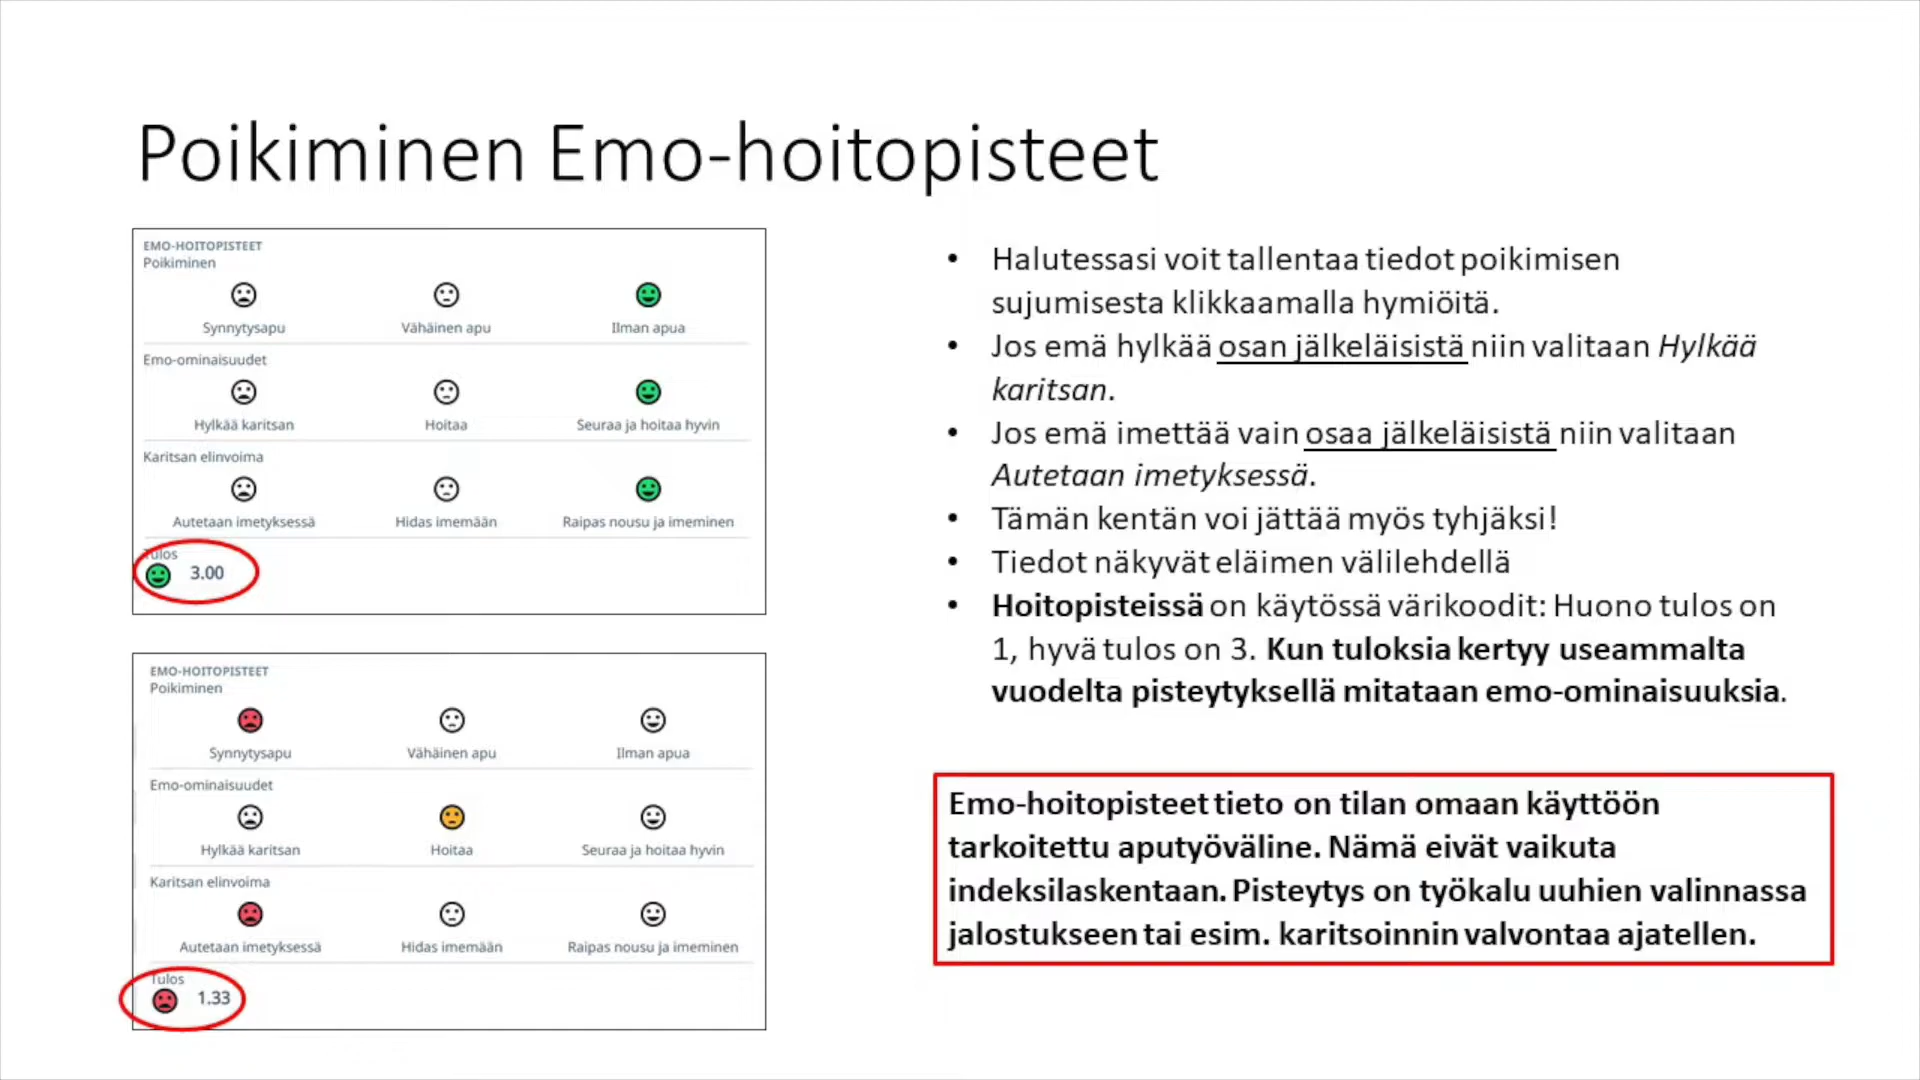 Poikiminen Emo-hoitopisteet
EMO-HOITOPISTEET
Poikiminen
Synnytysapu Vähäinen apu Ilman apua
Emo-ominaisuudet
Hylkää karitsan Hoitaa Seuraa ja hoitaa hyvin
Karitsan elinvoima
Autetaan imetyksessä Hidas imemään Raipas nousu ja imeminen
Tulos
3.00
EMO-HOITOPISTEET
Poikiminen
Synnytysapu Vähäinen apu Ilman apua
Emo-ominaisuudet
Hylkää karitsan Hoitaa Seuraa ja hoitaa hyvin
Karitsan elinvoima
Autetaan imetyksessä Hidas imemään Raipas nousu ja imeminen
Tulos
1.33
• Halutessasi voit tallentaa tiedot poikimisen
sujumisesta klikkaamalla hymiöitä.
• Jos emä hylkää osan jälkeläisistä niin valitaan Hylkää
karitsan.
• Jos emä imettää vain osaa jälkeläisistä niin valitaan
Autetaan imetyksessä.
• Tämän kentän voi jättää myös tyhjäksi!
• Tiedot näkyvät eläimen välilehdellä
• Hoitopisteissä on käytössä värikoodit: Huono tulos on
1, hyvä tulos on 3. Kun tuloksia kertyy useammalta
vuodelta pisteytyksellä mitataan emo-ominaisuuksia.
Emo-hoitopisteet tieto on tilan omaan käyttöön
tarkoitettu aputyöväline. Nämä eivät vaikuta
indeksilaskentaan. Pisteytys on työkalu uuhien valinnassa
jalostukseen tai esim. karitsoinnin valvontaa ajatellen.